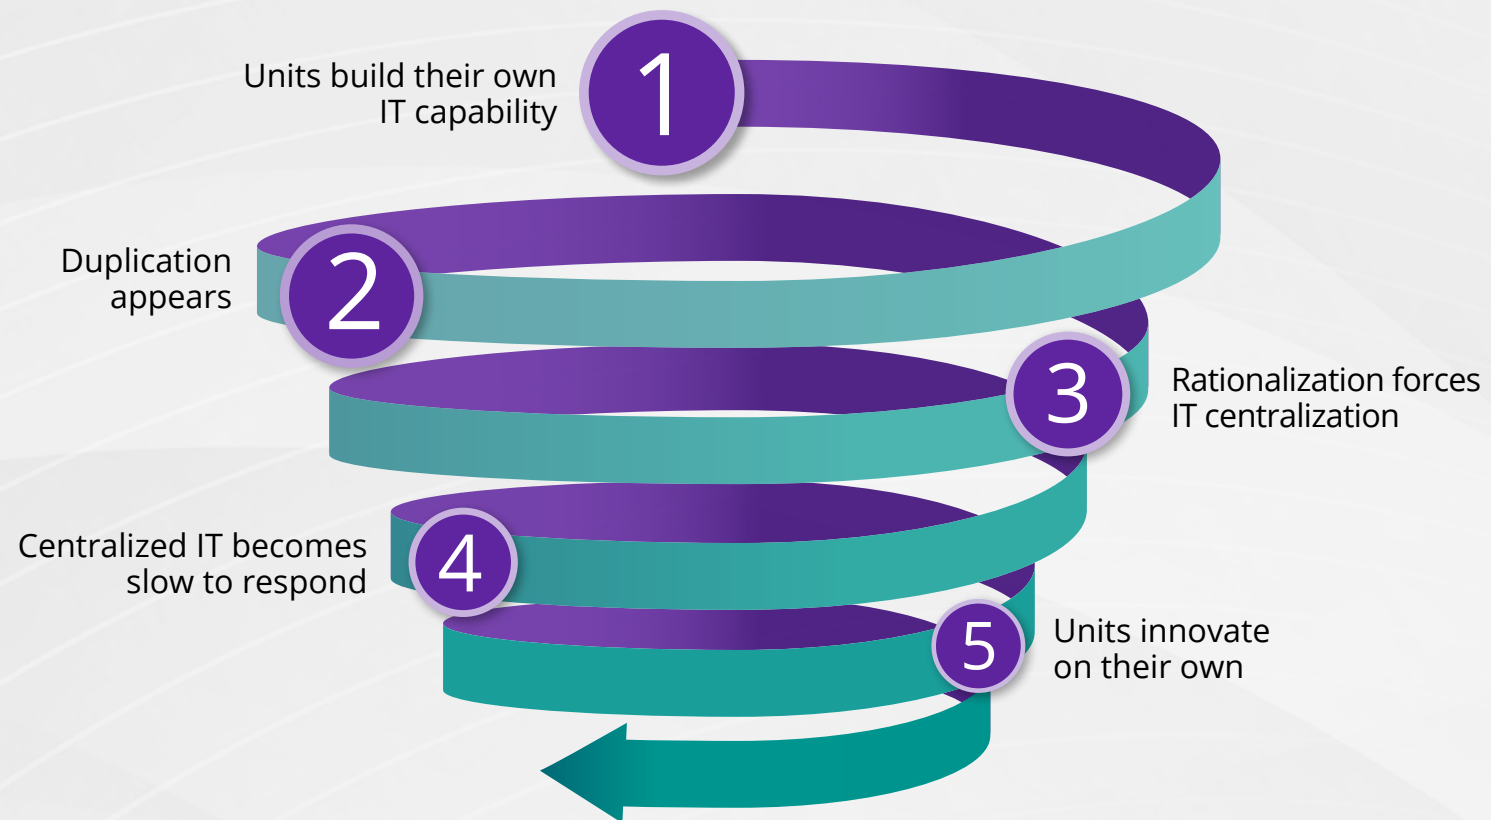 1
Units build their own
IT capability
2
Duplication
appears
3
Rationalization forces
IT centralization
4
Centralized IT becomes
slow to respond
5
Units innovate
on their own